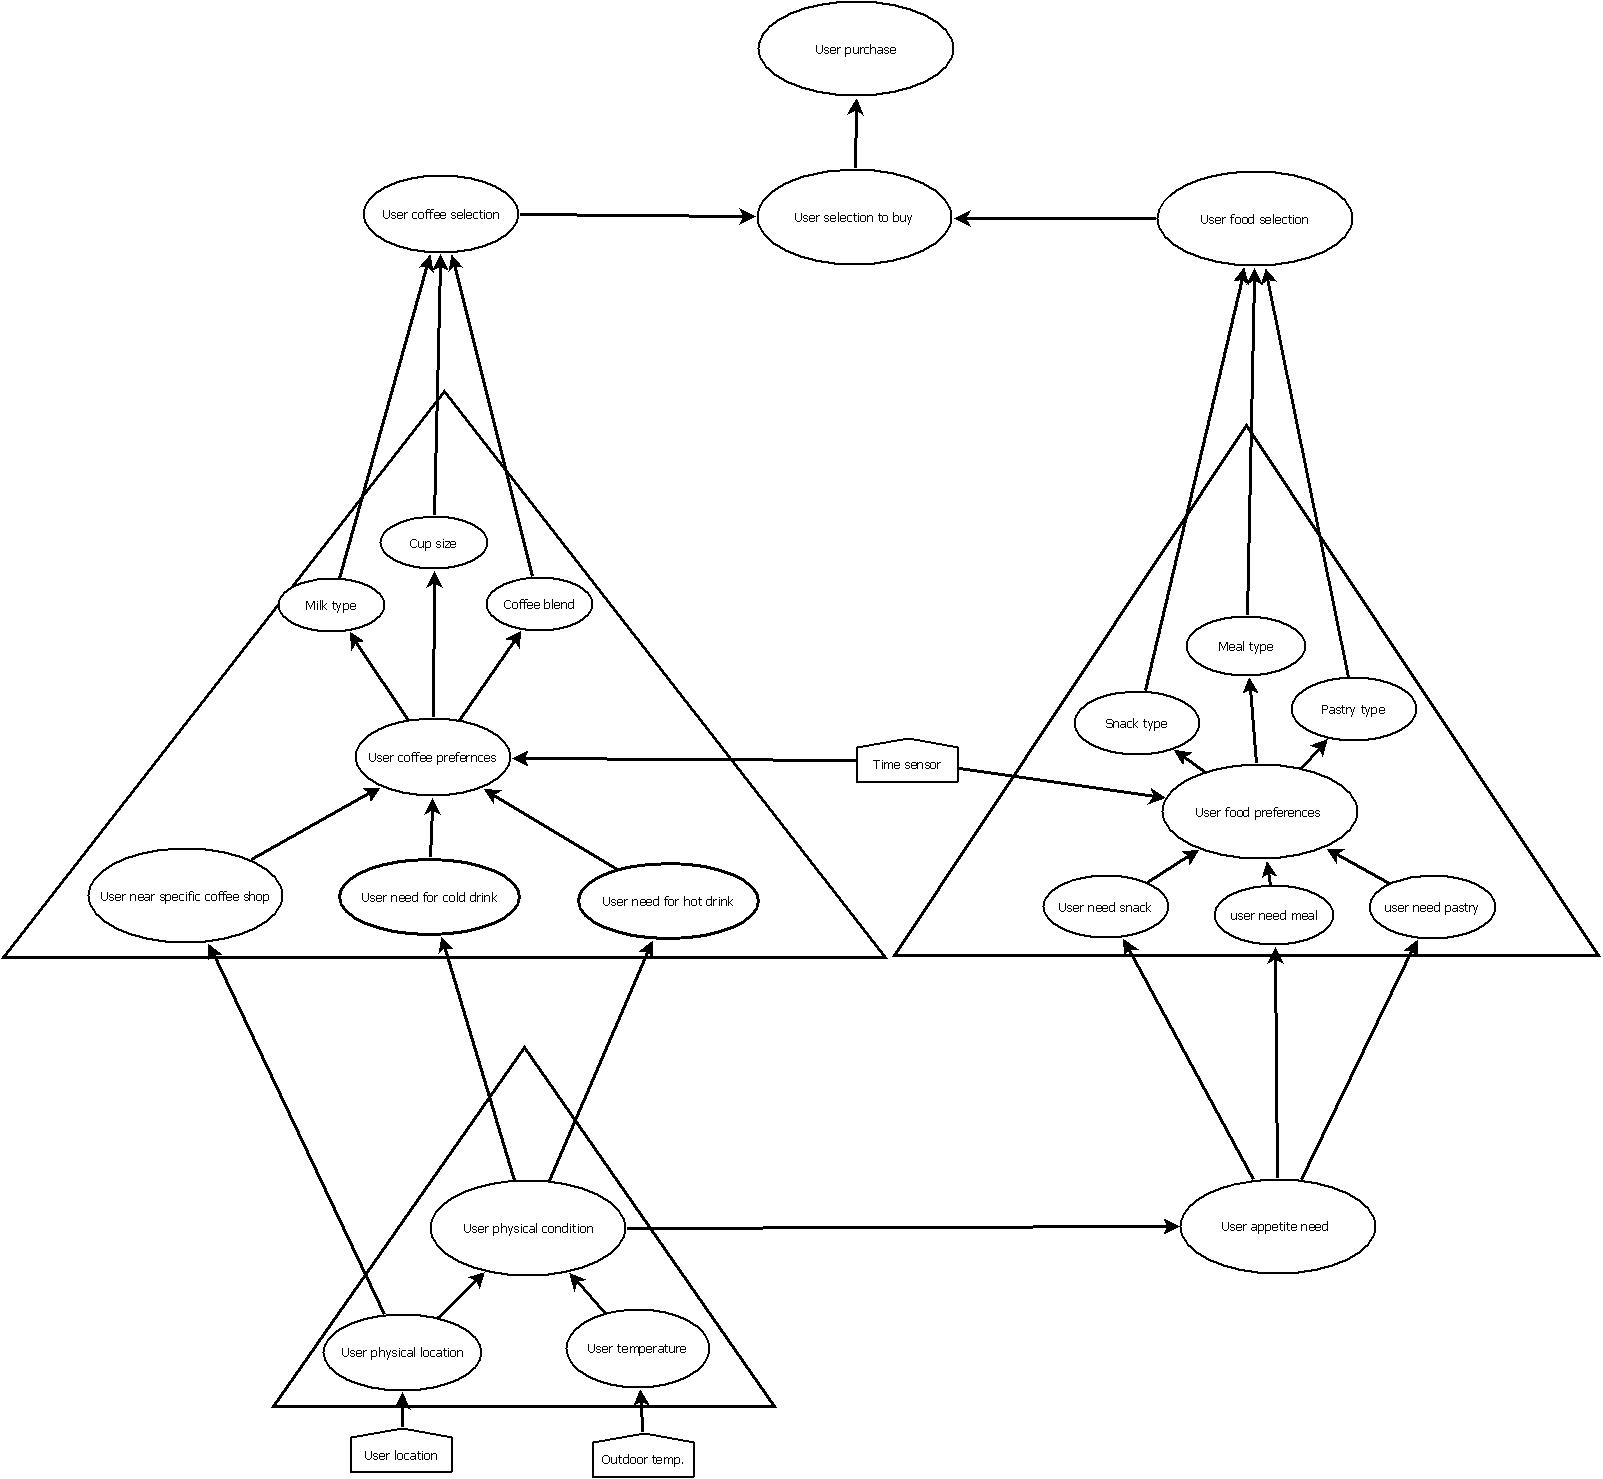 User purchase
User coffee selection
User selection to buy
User food selection
Cup size
Milk type
Coffee blend
Meal type
Snack type
Pastry type
User coffee prefernces
Time sensor
User food preferences
User near specific coffee shop
User need for cold drink
User need for hot drink
User need snack
user need meal
user need pastry
User physical condition
User appetite need
User physical location
User temperature
User location
Outdoor temp.